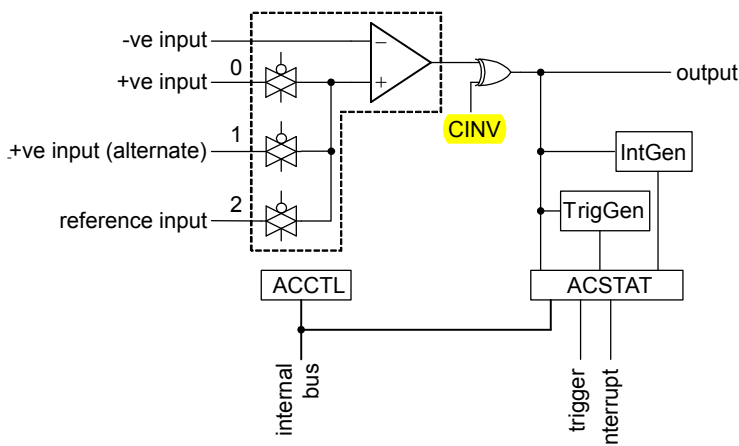 -ve input
+ve input
0
output
CINV
1
+ve input (alternate)
IntGen
2
reference input
TrigGen
ACCTL
ACSTAT
internal
bus
trigger
nterrupt